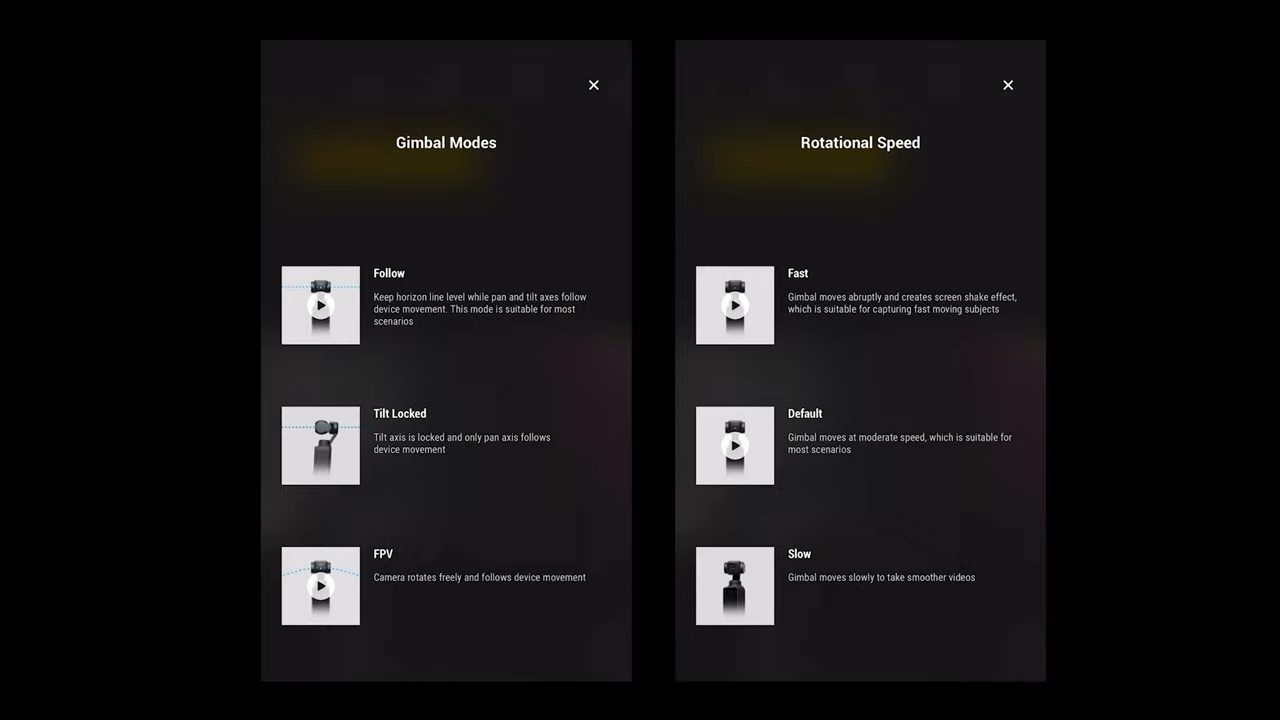 Gimbal Modes
Follow
Keep horizon line level while pan and tilt axes follow
device movement. This mode is suitable for most
scenarios
Tilt Locked
Tilt axis is locked and only pan axis follows
device movement
FPV
Camera rotates freely and follows device movement
Rotational Speed
Fast
Gimbal moves abruptly and creates screen shake effect,
which is suitable for capturing fast moving subjects
Default
Gimbal moves at moderate speed, which is suitable for
most scenarios
Slow
Gimbal moves slowly to take smoother videos